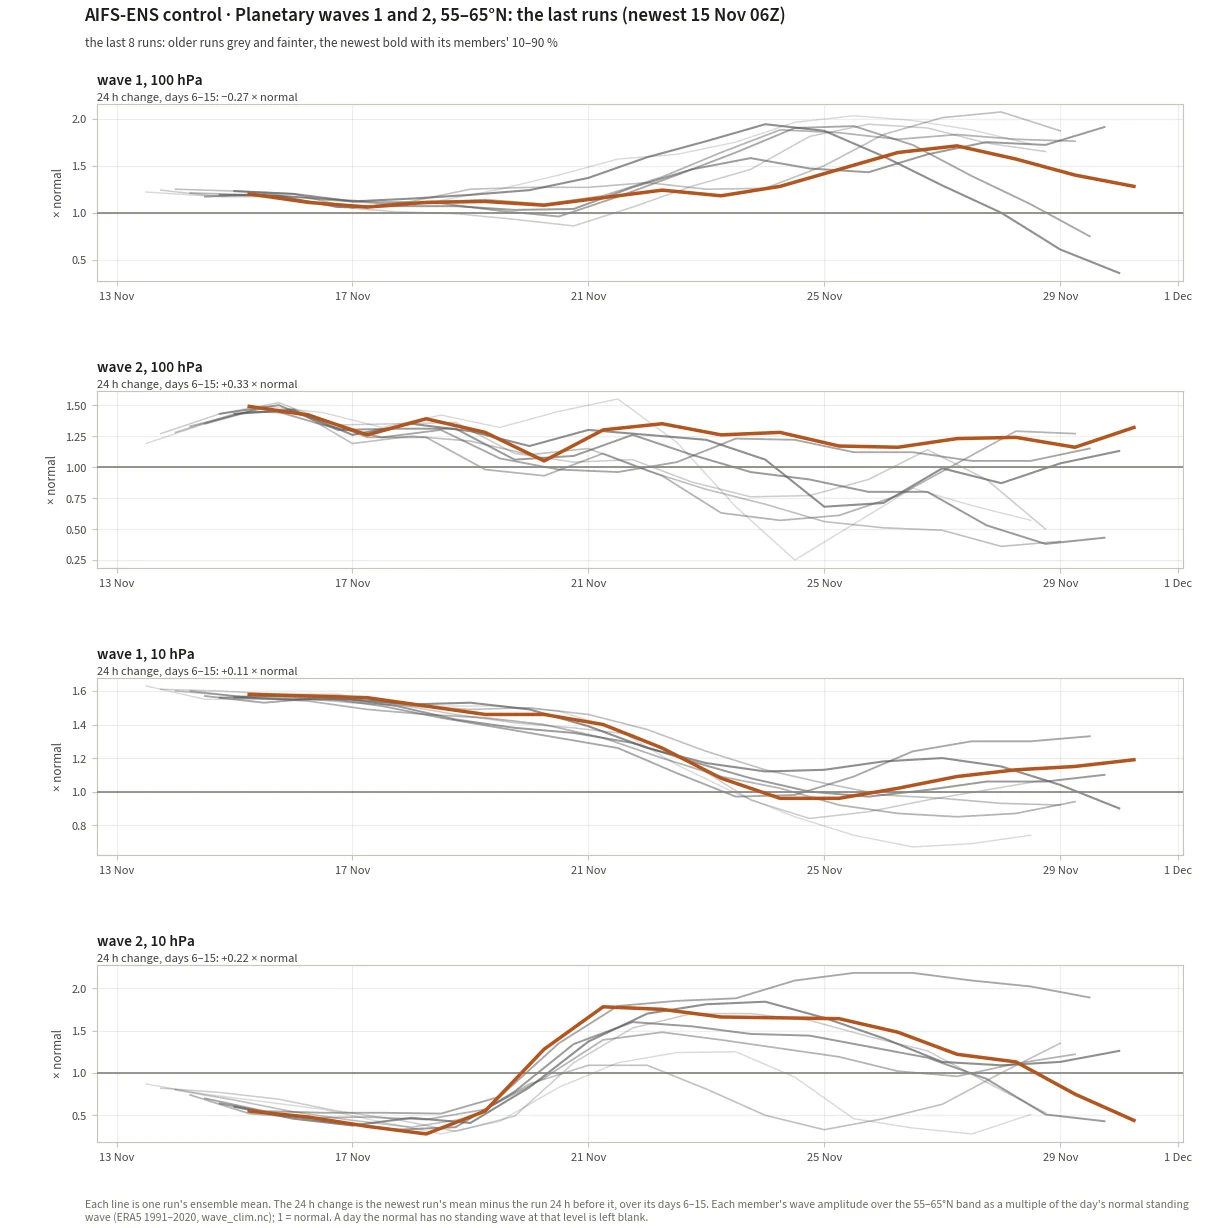 AIFS-ENS control · Planetary waves 1 and 2, 55–65°N: the last runs (newest 15 Nov 06Z)
the last 8 runs: older runs grey and fainter, the newest bold with its members' 10–90 %
wave 1, 100 hPa
24 h change, days 6–15: −0.27 × normal
2.0
1.5
1.0
0.5
× normal
13 Nov 17 Nov 21 Nov 25 Nov 29 Nov 1 Dec
wave 2, 100 hPa
24 h change, days 6–15: +0.33 × normal
1.50
1.25
1.00
0.75
0.50
0.25
× normal
13 Nov 17 Nov 21 Nov 25 Nov 29 Nov 1 Dec
wave 1, 10 hPa
24 h change, days 6–15: +0.11 × normal
1.6
1.4
1.2
1.0
0.8
× normal
13 Nov 17 Nov 21 Nov 25 Nov 29 Nov 1 Dec
wave 2, 10 hPa
24 h change, days 6–15: +0.22 × normal
2.0
1.5
1.0
0.5
× normal
13 Nov 17 Nov 21 Nov 25 Nov 29 Nov 1 Dec
Each line is one run's ensemble mean. The 24 h change is the newest run's mean minus the run 24 h before it, over its days 6–15. Each member's wave amplitude over the 55–65°N band as a multiple of the day's normal standing
wave (ERA5 1991–2020, wave_clim.nc); 1 = normal. A day the normal has no standing wave at that level is left blank.